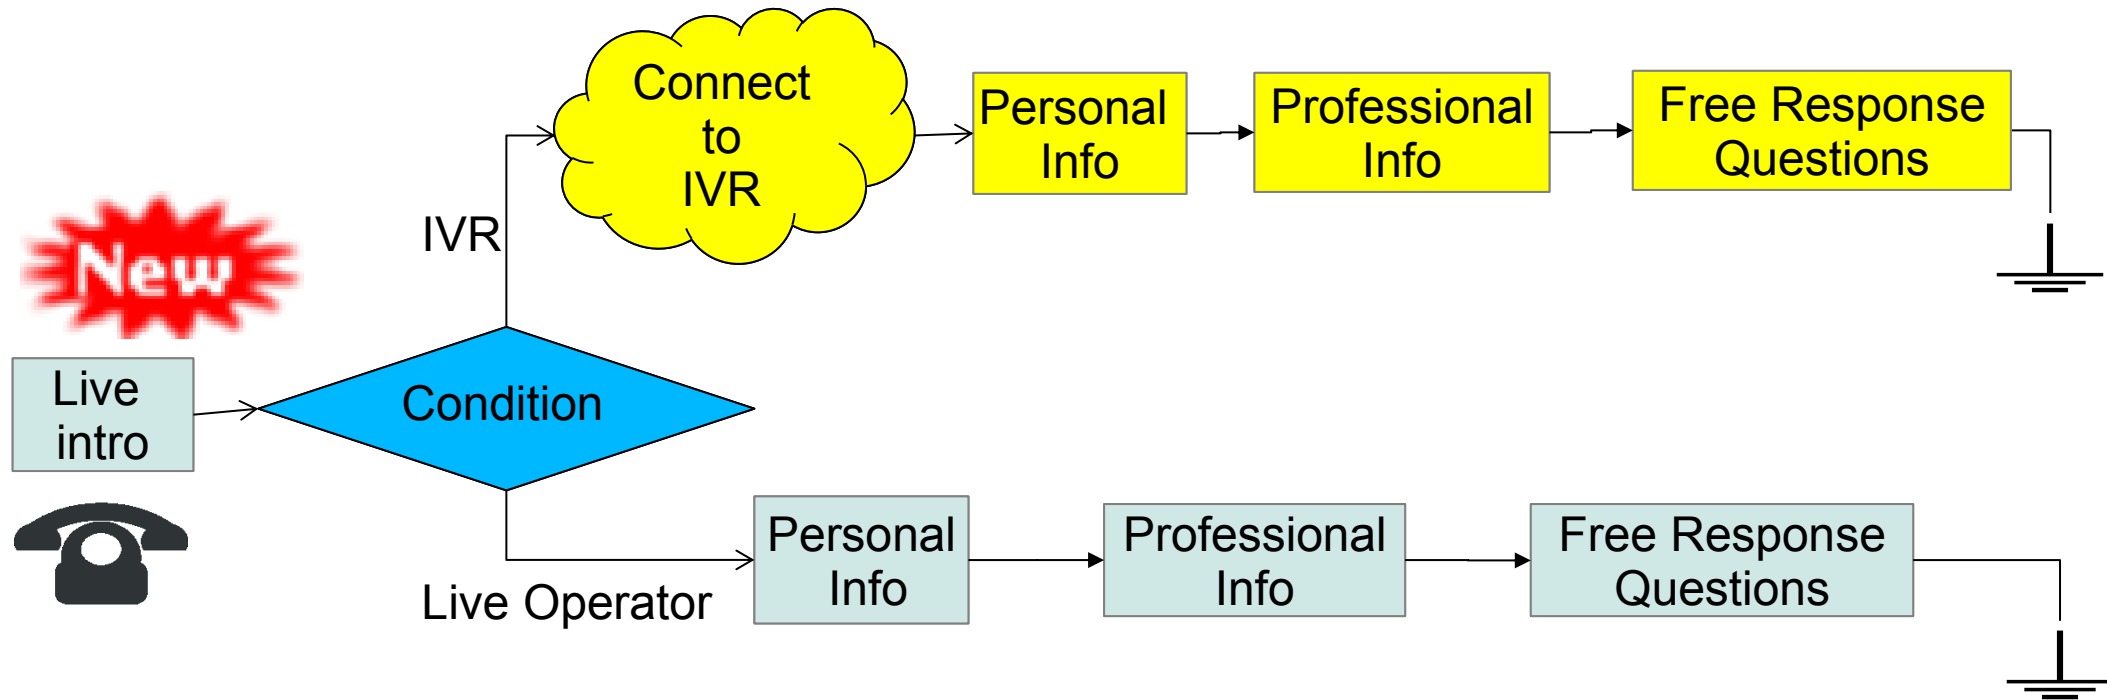 Connect
to
IVR
Personal
Info
Professional
Info
Free Response
Questions
IVR
New
Live
intro
Condition
Live Operator
Personal
Info
Professional
Info
Free Response
Questions